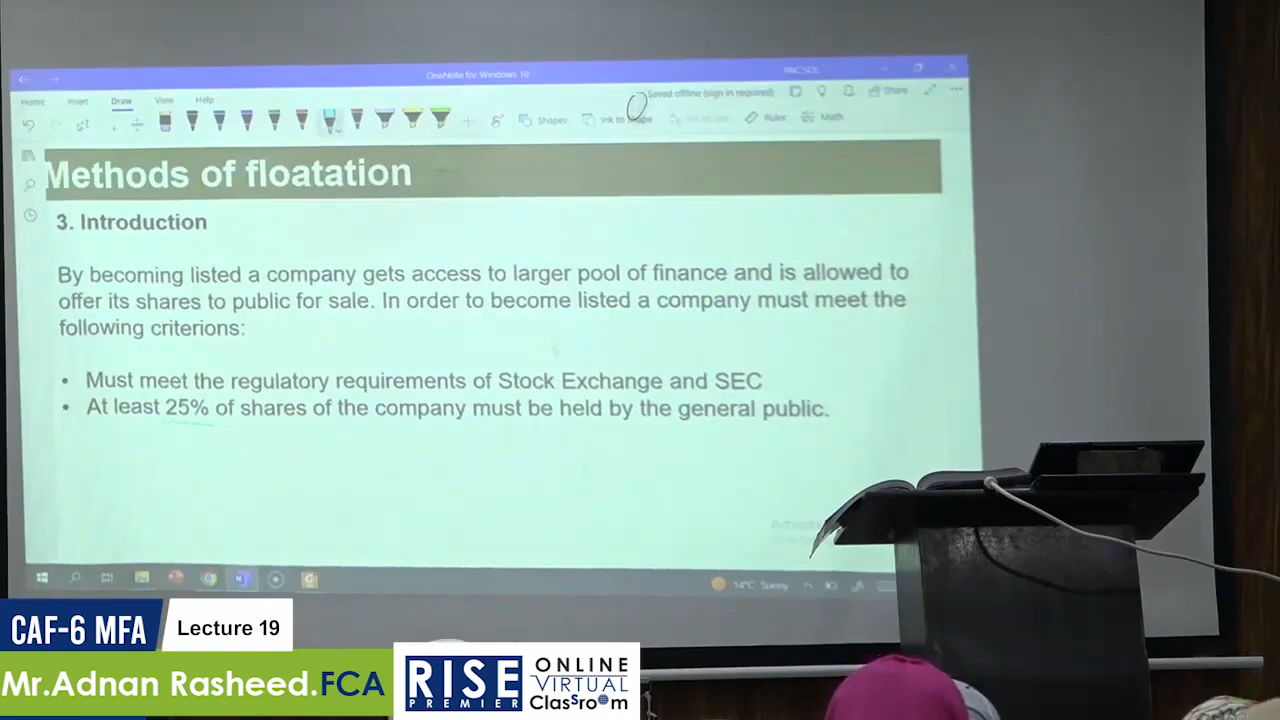 OneNote for Windows 10
Home Insert Draw View Help
Saved offline (sign in required)
Share
Shapes Ink to Shape Ruler Math
Methods of floatation
3. Introduction
By becoming listed a company gets access to larger pool of finance and is allowed to
offer its shares to public for sale. In order to become listed a company must meet the
following criterions:
• Must meet the regulatory requirements of Stock Exchange and SEC
• At least 25% of shares of the company must be held by the general public.
14°C Sunny
CAF-6 MFA
Lecture 19
Mr.Adnan Rasheed.FCA
RISE
PREMIER
ONLINE
VIRTUAL
Classroom